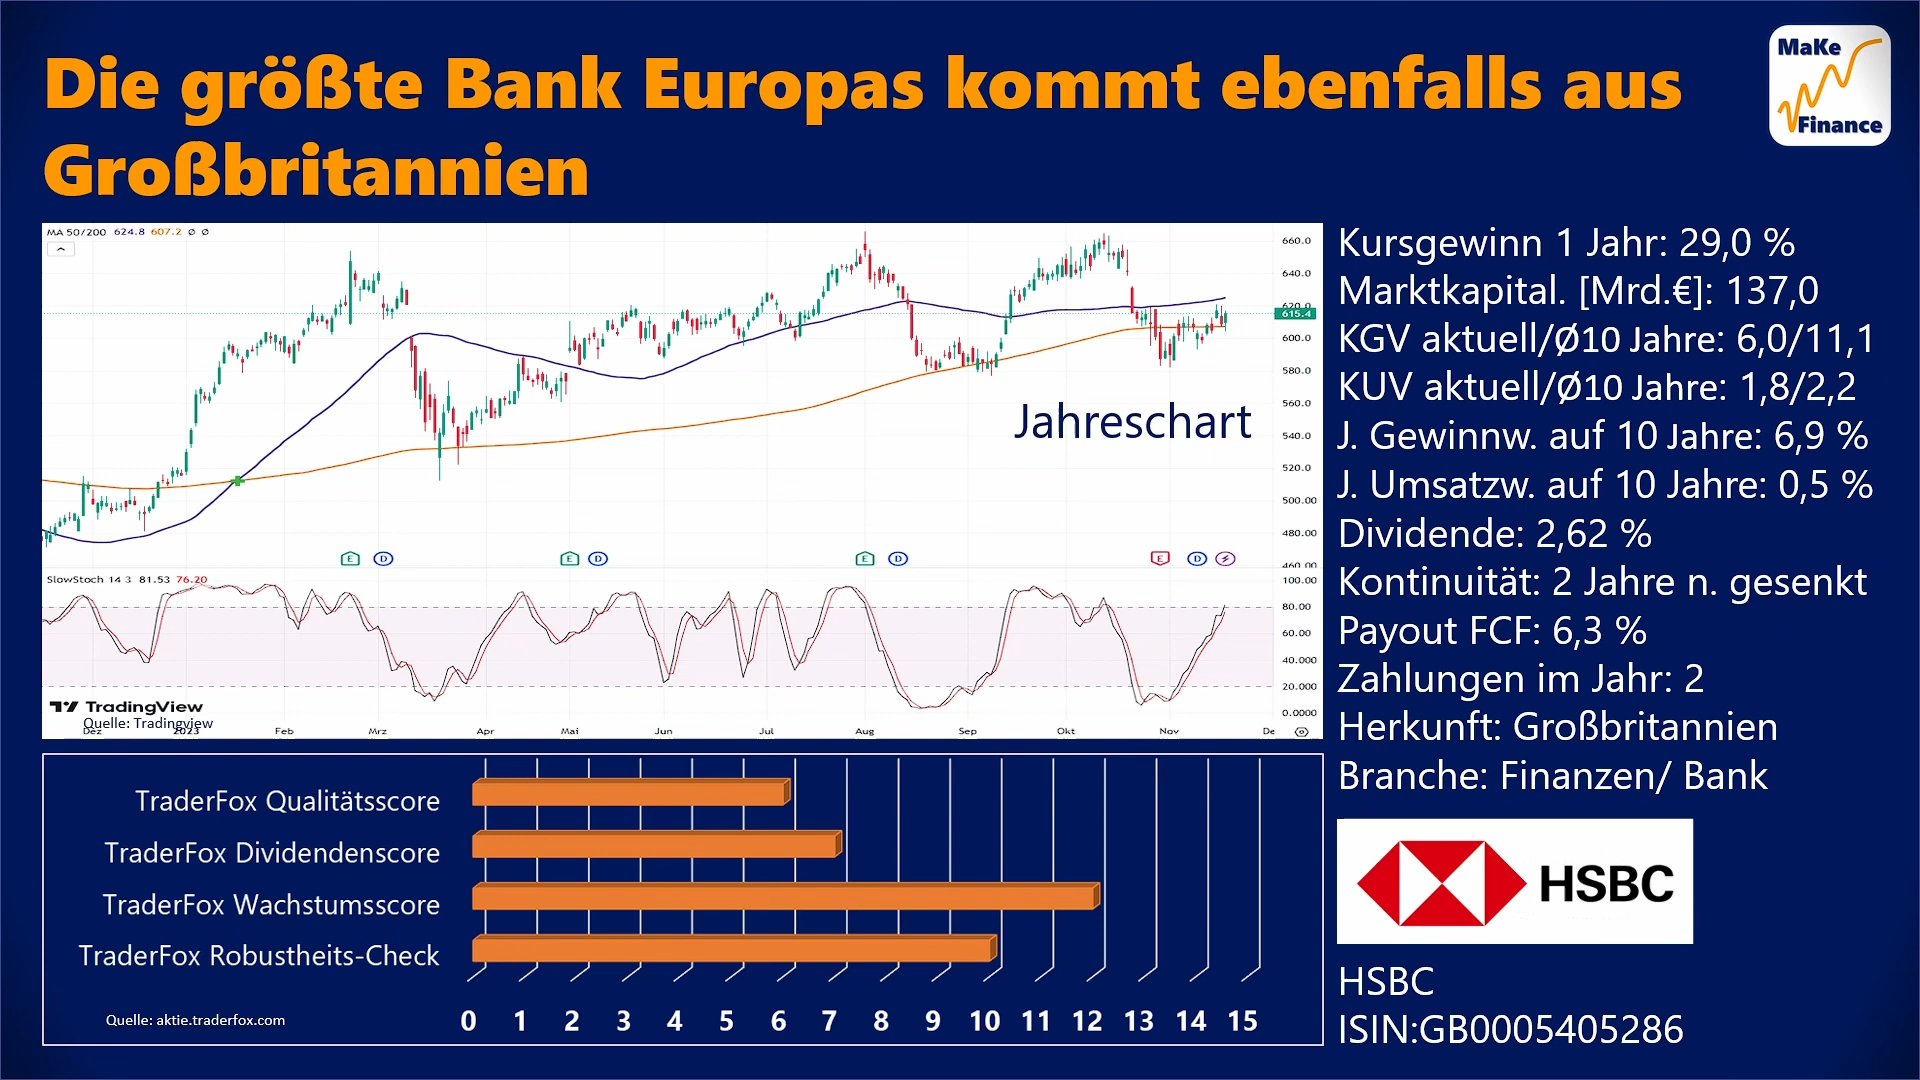 Die größte Bank Europas kommt ebenfalls aus
Großbritannien
MaKe
Finance
MA 50/200 624.8 607.2 ∅ ∅
660.0
640.0
620.0
615.4
600.0
580.0
560.0
540.0
520.0
500.00
480.00
460.00
Jahreschart
E D E D E D E D
SlowStoch 14 3 81.53 76.20
100.00
80.00
60.00
40.000
20.000
0.0000
TradingView
Quelle: Tradingview
Dez 2023 Feb Mrz Apr Mai Jun Jul Aug Sep Okt Nov De
Kursgewinn 1 Jahr: 29,0 %
Marktkapital. [Mrd.€]: 137,0
KGV aktuell/Ø10 Jahre: 6,0/11,1
KUV aktuell/Ø10 Jahre: 1,8/2,2
J. Gewinnw. auf 10 Jahre: 6,9 %
J. Umsatzw. auf 10 Jahre: 0,5 %
Dividende: 2,62 %
Kontinuität: 2 Jahre n. gesenkt
Payout FCF: 6,3 %
Zahlungen im Jahr: 2
Herkunft: Großbritannien
Branche: Finanzen/ Bank
HSBC
HSBC
ISIN:GB0005405286
TraderFox Qualitätsscore
TraderFox Dividendenscore
TraderFox Wachstumsscore
TraderFox Robustheits-Check
0 1 2 3 4 5 6 7 8 9 10 11 12 13 14 15
Quelle: aktie.traderfox.com